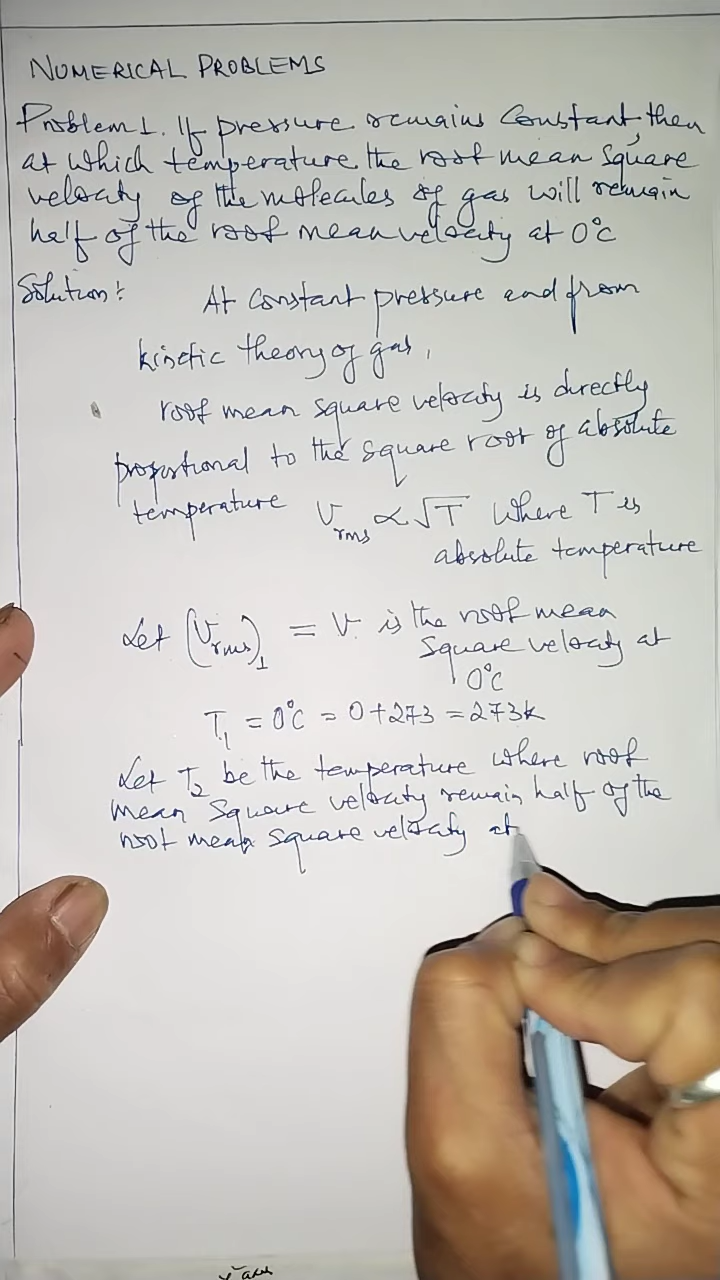 NUMERICAL PROBLEMS
Problem 1. If pressure remains Constant, then
at which temperature the root mean square
velocity of the molecules of gas will remain
half of the root mean velocity at 0°C
Solution: At constant pressure and from
kinetic theory of gas,
root mean square velocity is directly
proportional to the square root of absolute
temperature Vrms ∝ √T where T is
absolute temperature
Let (Vrms)1 = V. is the root mean
square velocity at
0°C
T1 = 0°C = 0+273 = 273K
Let T2 be the temperature where root
mean square velocity remain half of the
root mean square velocity at